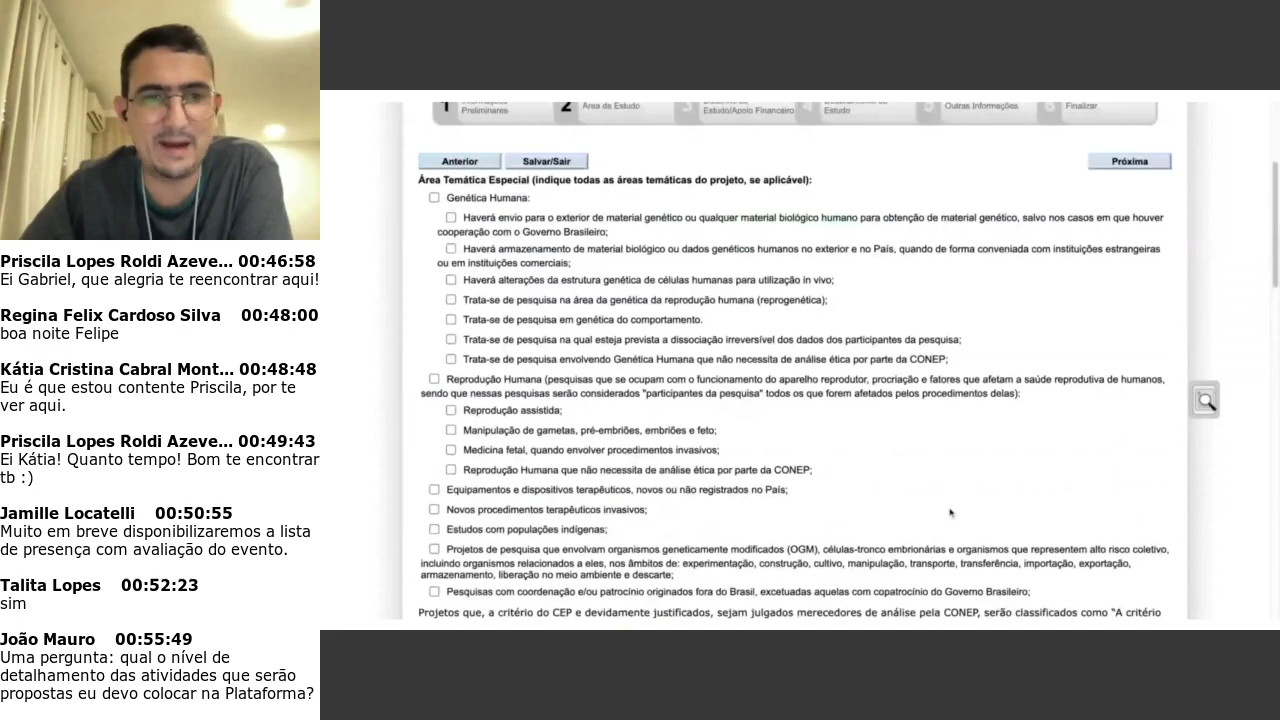 Priscila Lopes Roldi Azeve... 00:46:58
Ei Gabriel, que alegria te reencontrar aqui!
Regina Felix Cardoso Silva 00:48:00
boa noite Felipe
Kátia Cristina Cabral Mont... 00:48:48
Eu é que estou contente Priscila, por te
ver aqui.
Priscila Lopes Roldi Azeve... 00:49:43
Ei Kátia! Quanto tempo! Bom te encontrar
tb :)
Jamille Locatelli 00:50:55
Muito em breve disponibilizaremos a lista
de presença com avaliação do evento.
Talita Lopes 00:52:23
sim
João Mauro 00:55:49
Uma pergunta: qual o nível de
detalhamento das atividades que serão
propostas eu devo colocar na Plataforma?
1 Preliminares 2 Área de Estudo 3 Estudo/Apoio Financeiro 4 Estudo 5 Outras Informações 6 Finalizar
Anterior Salvar/Sair Próxima
Área Temática Especial (indique todas as áreas temáticas do projeto, se aplicável):
Genética Humana:
Haverá envio para o exterior de material genético ou qualquer material biológico humano para obtenção de material genético, salvo nos casos em que houver
cooperação com o Governo Brasileiro;
Haverá armazenamento de material biológico ou dados genéticos humanos no exterior e no País, quando de forma conveniada com instituições estrangeiras
ou em instituições comerciais;
Haverá alterações da estrutura genética de células humanas para utilização in vivo;
Trata-se de pesquisa na área da genética da reprodução humana (reprogenética);
Trata-se de pesquisa em genética do comportamento.
Trata-se de pesquisa na qual esteja prevista a dissociação irreversível dos dados dos participantes da pesquisa;
Trata-se de pesquisa envolvendo Genética Humana que não necessita de análise ética por parte da CONEP;
Reprodução Humana (pesquisas que se ocupam com o funcionamento do aparelho reprodutor, procriação e fatores que afetam a saúde reprodutiva de humanos,
sendo que nessas pesquisas serão considerados "participantes da pesquisa" todos os que forem afetados pelos procedimentos delas):
Reprodução assistida;
Manipulação de gametas, pré-embriões, embriões e feto;
Medicina fetal, quando envolver procedimentos invasivos;
Reprodução Humana que não necessita de análise ética por parte da CONEP;
Equipamentos e dispositivos terapêuticos, novos ou não registrados no País;
Novos procedimentos terapêuticos invasivos;
Estudos com populações indígenas;
Projetos de pesquisa que envolvam organismos geneticamente modificados (OGM), células-tronco embrionárias e organismos que representem alto risco coletivo,
incluindo organismos relacionados a eles, nos âmbitos de: experimentação, construção, cultivo, manipulação, transporte, transferência, importação, exportação,
armazenamento, liberação no meio ambiente e descarte;
Pesquisas com coordenação e/ou patrocínio originados fora do Brasil, excetuadas aquelas com copatrocínio do Governo Brasileiro;
Projetos que, a critério do CEP e devidamente justificados, sejam julgados merecedores de análise pela CONEP, serão classificados como "A critério